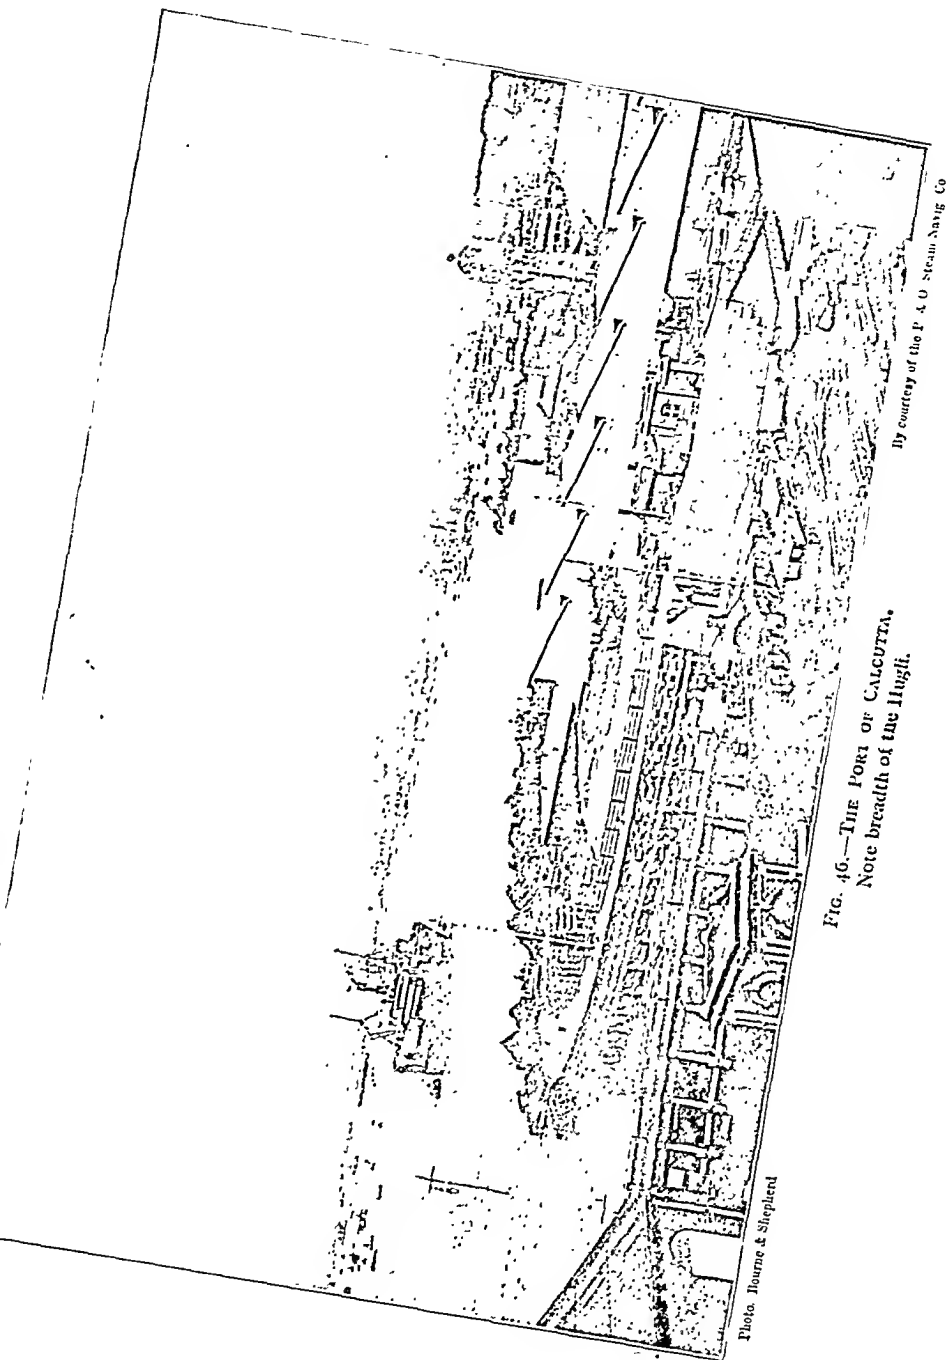 Photo. Bourne & Shepherd
By courtesy of the P & O Steam Navig Co
FIG. 46.—THE PORT OF CALCUTTA.
Note breadth of the Hugli.